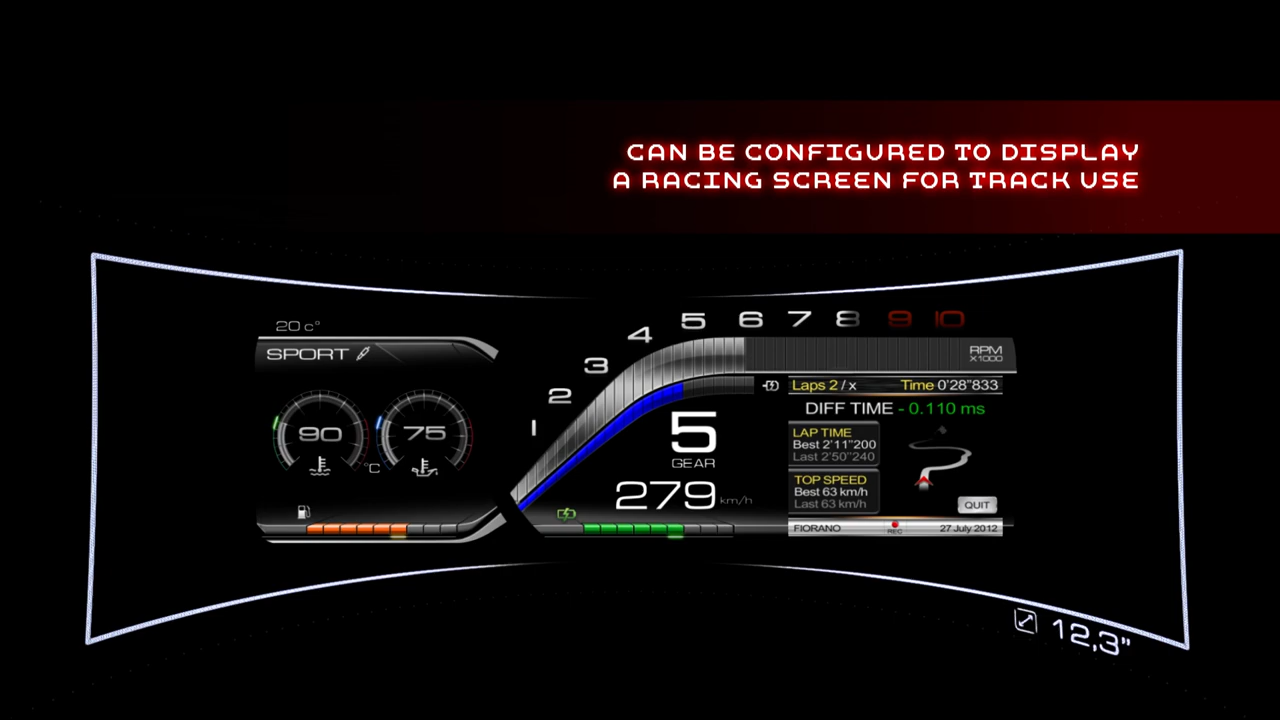 CAN BE CONFIGURED TO DISPLAY
A RACING SCREEN FOR TRACK USE
20 c°
SPORT
90
75
°C
1
2
3
4
5
6
7
8
9
10
RPM
X1000
5
GEAR
279 km/h
Laps 2 / x Time 0'28"833
DIFF TIME - 0.110 ms
LAP TIME
Best 2'11"200
Last 2'50"240
TOP SPEED
Best 63 km/h
Last 63 km/h
QUIT
FIORANO REC 27 July 2012
12,3"